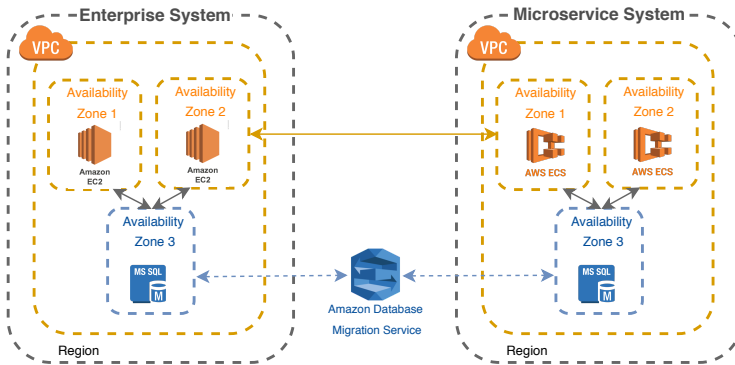 Enterprise System
VPC
Availability
Zone 1
Amazon
EC2
Availability
Zone 2
Amazon
EC2
Availability
Zone 3
MS SQL
M
Region
Amazon Database
Migration Service
Microservice System
VPC
Availability
Zone 1
AWS ECS
Availability
Zone 2
AWS ECS
Availability
Zone 3
MS SQL
M
Region